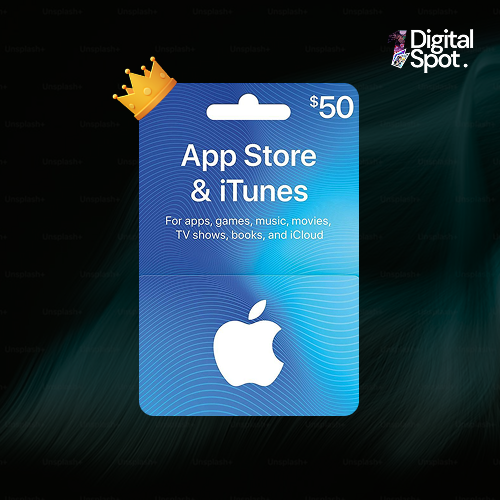 Digital
Spot.
$50
App Store
& iTunes
For apps, games, music, movies,
TV shows, books, and iCloud